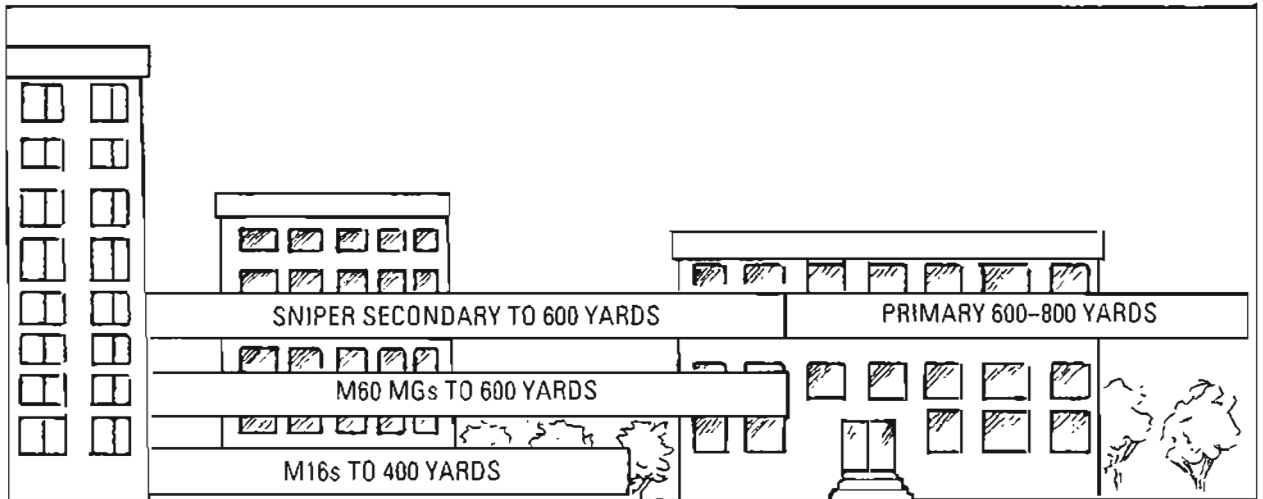 SNIPER SECONDARY TO 600 YARDS
PRIMARY 600–800 YARDS
M60 MGs TO 600 YARDS
M16s TO 400 YARDS